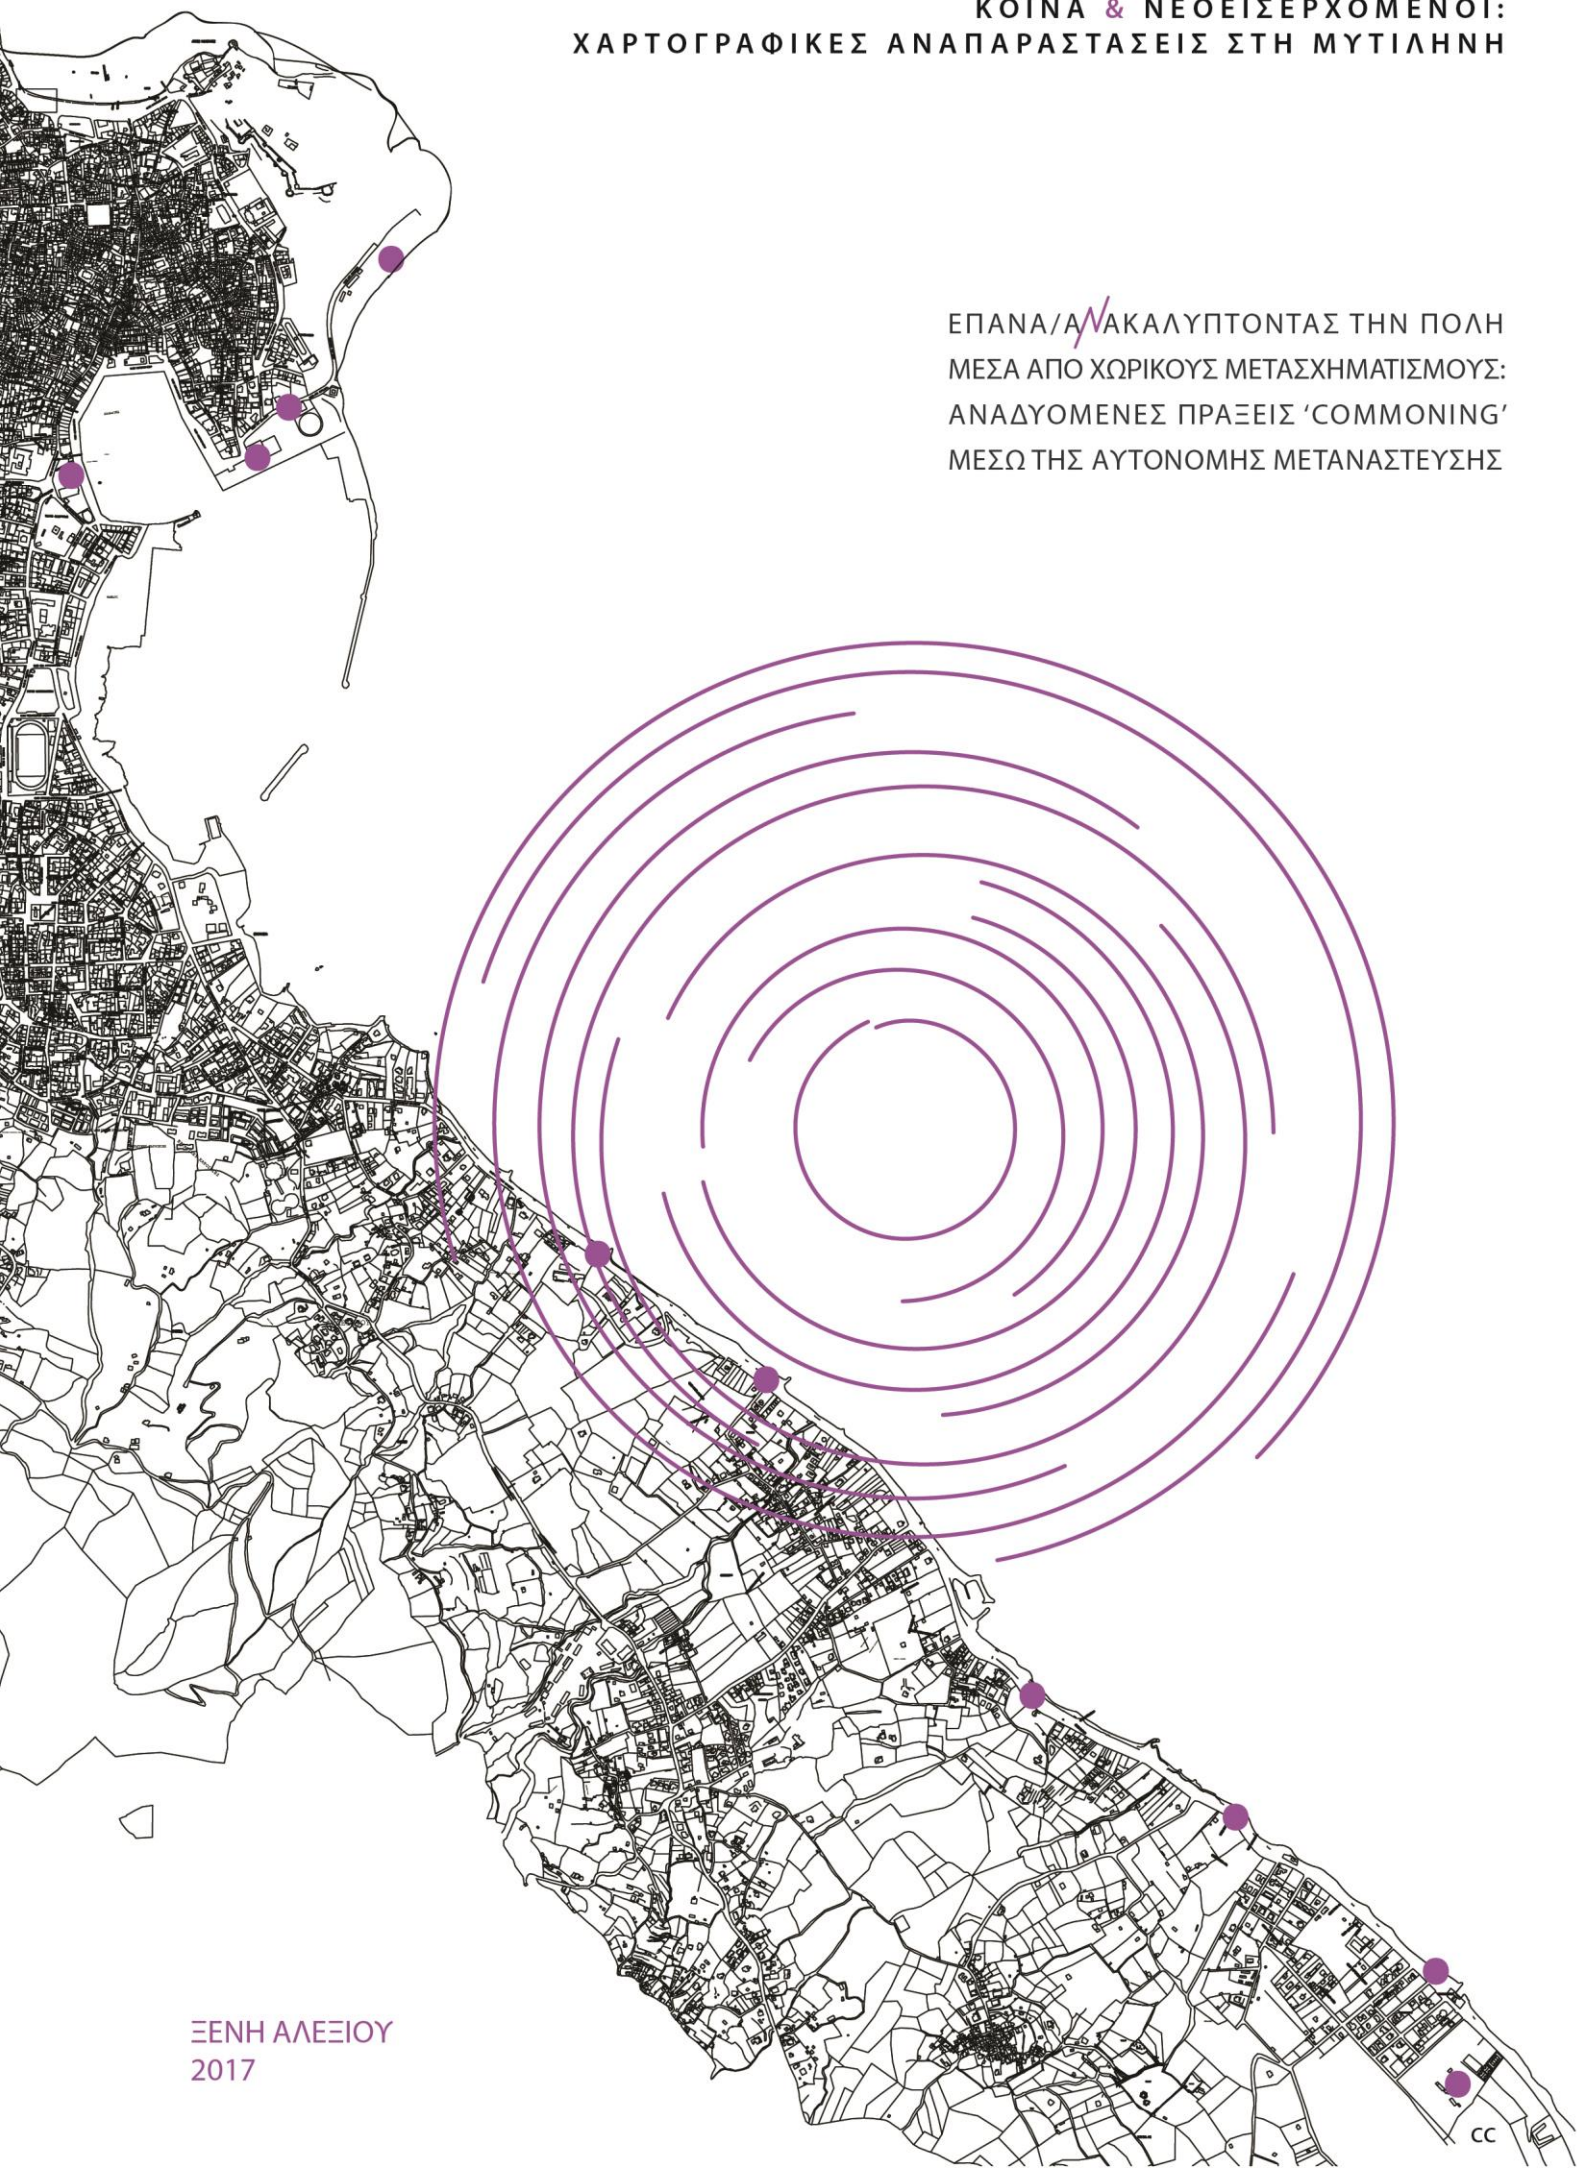 ΚΟΙΝΑ & ΝΕΟΕΙΣΕΡΧΟΜΕΝΟΙ:
ΧΑΡΤΟΓΡΑΦΙΚΕΣ ΑΝΑΠΑΡΑΣΤΑΣΕΙΣ ΣΤΗ ΜΥΤΙΛΗΝΗ
ΕΠΑΝΑ/ΑΝΑΚΑΛΥΠΤΟΝΤΑΣ ΤΗΝ ΠΟΛΗ
ΜΕΣΑ ΑΠΟ ΧΩΡΙΚΟΥΣ ΜΕΤΑΣΧΗΜΑΤΙΣΜΟΥΣ:
ΑΝΑΔΥΟΜΕΝΕΣ ΠΡΑΞΕΙΣ ‘COMMONING’
ΜΕΣΩ ΤΗΣ ΑΥΤΟΝΟΜΗΣ ΜΕΤΑΝΑΣΤΕΥΣΗΣ
ΞΕΝΗ ΑΛΕΞΙΟΥ
2017
CC